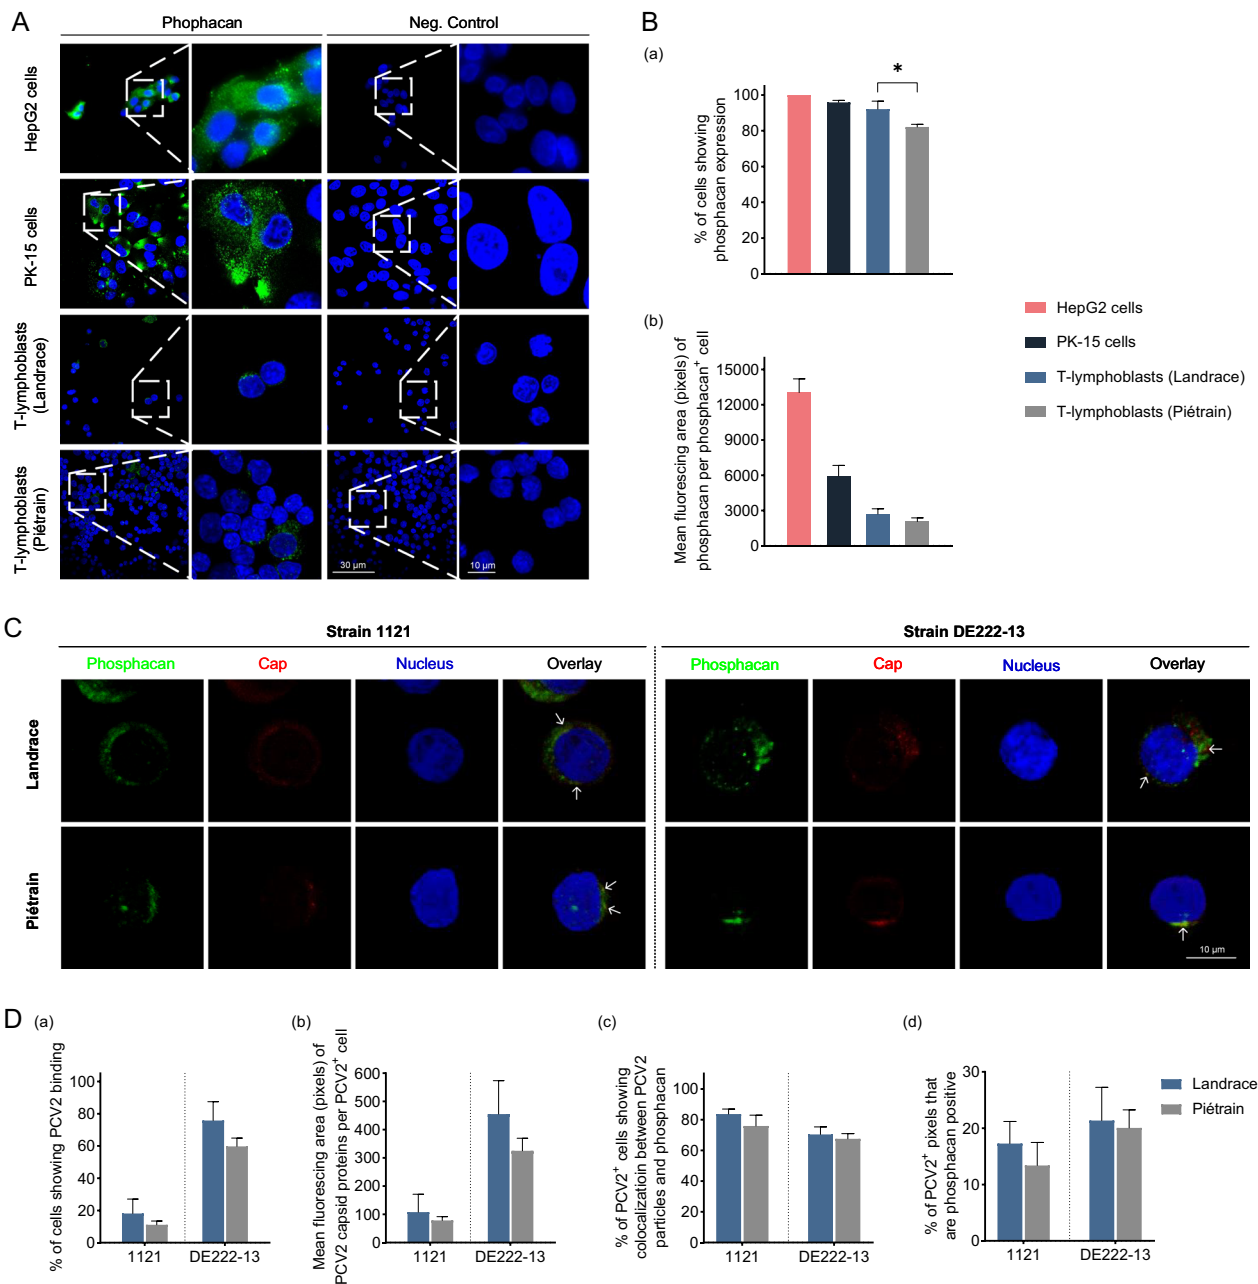 A
Phophacan
Neg. Control
HepG2 cells
PK-15 cells
T-lymphoblasts
(Landrace)
T-lymphoblasts
(Piétrain)
30 µm
10 µm
B
(a)
% of cells showing
phosphacan expression
100
80
60
40
20
0
*
(b)
Mean fluorescing area (pixels) of
phosphacan per phosphacan⁺ cell
15000
12000
9000
6000
3000
0
HepG2 cells
PK-15 cells
T-lymphoblasts (Landrace)
T-lymphoblasts (Piétrain)
C
Strain 1121
Strain DE222-13
Phosphacan
Cap
Nucleus
Overlay
Phosphacan
Cap
Nucleus
Overlay
Landrace
Piétrain
10 µm
D
(a)
% of cells showing PCV2 binding
100
80
60
40
20
0
1121
DE222-13
(b)
Mean fluorescing area (pixels) of
PCV2 capsid proteins per PCV2⁺ cell
600
500
400
300
200
100
0
1121
DE222-13
(c)
% of PCV2⁺ cells showing
colocalizatioin between PCV2
particles and phosphacan
100
80
60
40
20
0
1121
DE222-13
(d)
% of PCV2⁺ pixels that
are phosphacan positive
30
20
10
0
1121
DE222-13
Landrace
Piétrain